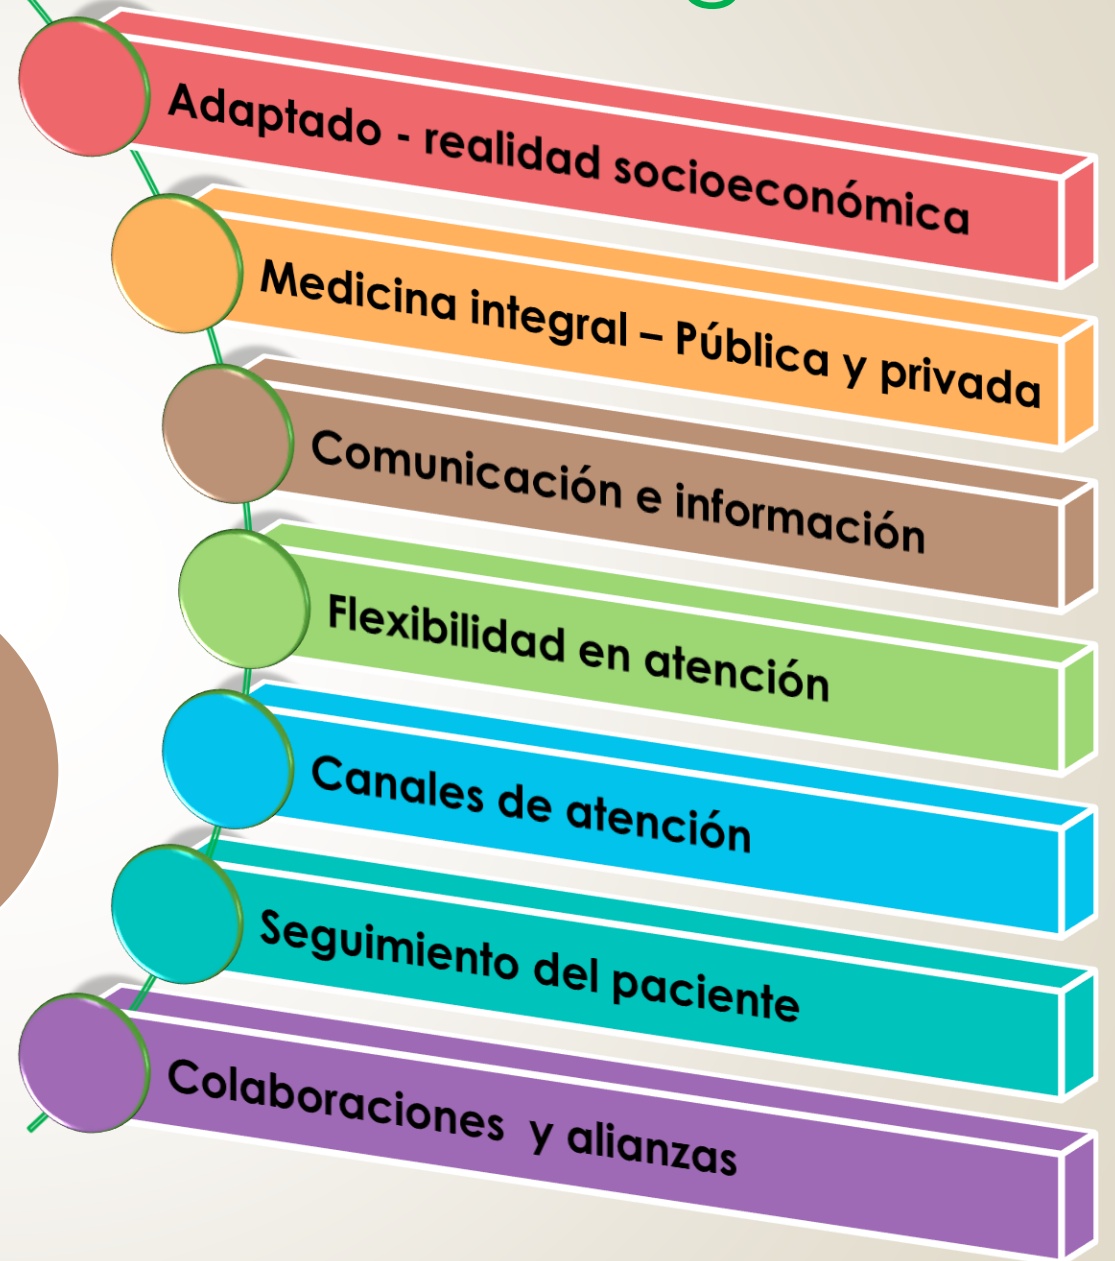 Adaptado - realidad socioeconómica
Medicina integral – Pública y privada
Comunicación e información
Flexibilidad en atención
Canales de atención
Seguimiento del paciente
Colaboraciones y alianzas